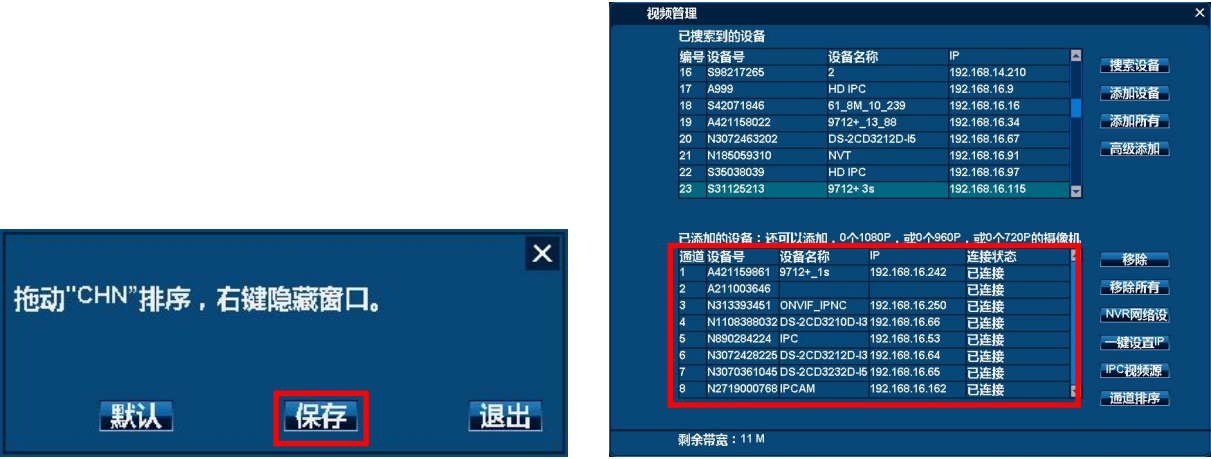 拖动"CHN"排序，右键隐藏窗口。
默认 保存 退出
视频管理
已搜索到的设备
编号 设备号 设备名称 IP
16 S98217265 2 192.168.14.210
17 A999 HD IPC 192.168.16.9
18 S42071846 61_8M_10_239 192.168.16.16
19 A421158022 9712+_13_88 192.168.16.34
20 N3072463202 DS-2CD3212D-I5 192.168.16.67
21 N185059310 NVT 192.168.16.91
22 S35038039 HD IPC 192.168.16.97
23 S31125213 9712+ 3s 192.168.16.115
搜索设备
添加设备
添加所有
高级添加
已添加的设备：还可以添加，0个1080P，或0个960P，或0个720P的摄像机
通道 设备号 设备名称 IP 连接状态
1 A421159861 9712+_1s 192.168.16.242 已连接
2 A211003646 已连接
3 N313393451 ONVIF_IPNC 192.168.16.250 已连接
4 N1108388032 DS-2CD3210D-I3 192.168.16.66 已连接
5 N890284224 IPC 192.168.16.53 已连接
6 N3072428225 DS-2CD3212D-I3 192.168.16.64 已连接
7 N3070361045 DS-2CD3232D-I5 192.168.16.65 已连接
8 N2719000768 IPCAM 192.168.16.162 已连接
移除
移除所有
NVR网络设
一键设置IP
IPC视频源
通道排序
剩余带宽：11 M